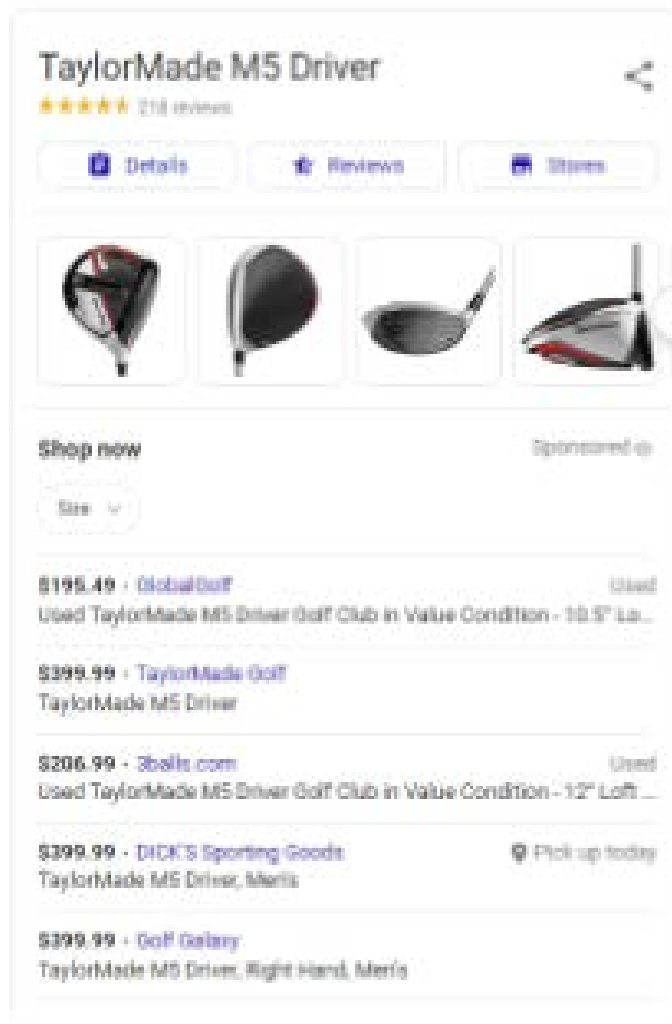 TaylorMade M5 Driver
218 reviews
Details Reviews Stores
Shop now Sponsored
Size
$195.49 · GlobalGolf Used
Used TaylorMade M5 Driver Golf Club in Value Condition - 10.5° Lo...
$399.99 · TaylorMade Golf
TaylorMade M5 Driver
$206.99 · 3balls.com Used
Used TaylorMade M5 Driver Golf Club in Value Condition - 12° Loft ...
$399.99 · DICK'S Sporting Goods Pick up today
TaylorMade M5 Driver, Men's
$399.99 · Golf Galaxy
TaylorMade M5 Driver, Right Hand, Men's